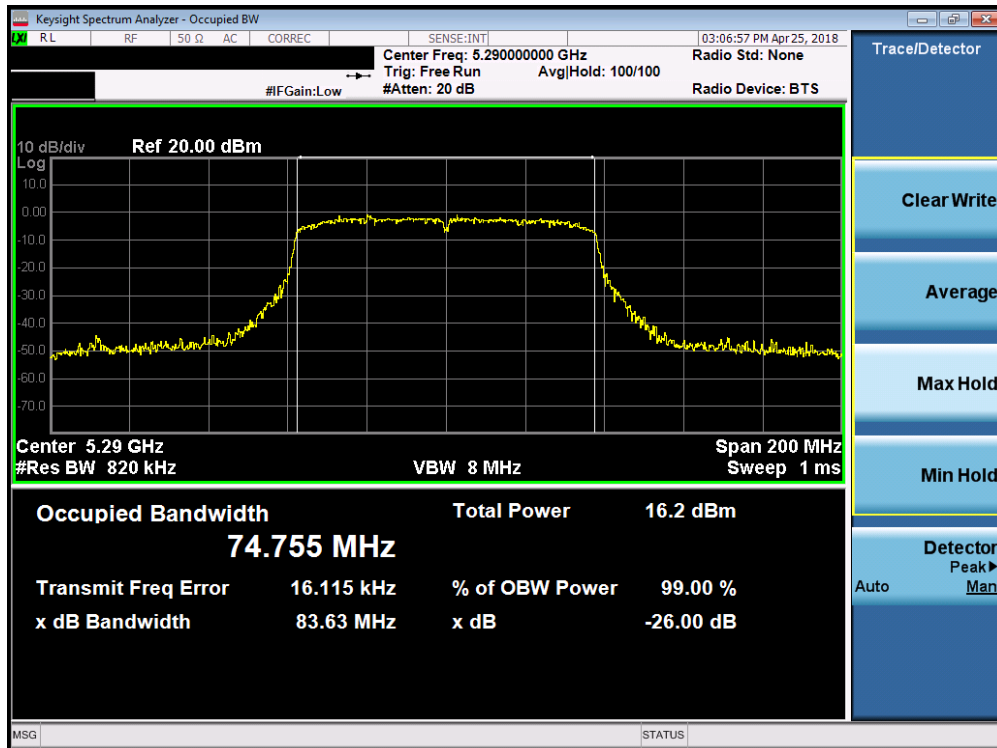 Keysight Spectrum Analyzer - Occupied BW
LXI RL RF 50 Ω AC CORREC SENSE:INT 03:06:57 PM Apr 25, 2018
Center Freq: 5.290000000 GHz Radio Std: None
Trig: Free Run Avg|Hold: 100/100
#IFGain:Low #Atten: 20 dB Radio Device: BTS
10 dB/div Ref 20.00 dBm
Log
10.0
0.00
-10.0
-20.0
-30.0
-40.0
-50.0
-60.0
-70.0
Center 5.29 GHz Span 200 MHz
#Res BW 820 kHz VBW 8 MHz Sweep 1 ms
Occupied Bandwidth Total Power 16.2 dBm
74.755 MHz
Transmit Freq Error 16.115 kHz % of OBW Power 99.00 %
x dB Bandwidth 83.63 MHz x dB -26.00 dB
MSG STATUS
Trace/Detector
Clear Write
Average
Max Hold
Min Hold
Detector
Peak▶
Auto Man